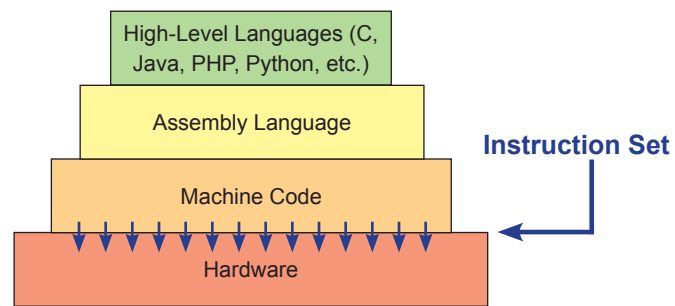 High-Level Languages (C,
Java, PHP, Python, etc.)
Assembly Language
Instruction Set
Machine Code
Hardware